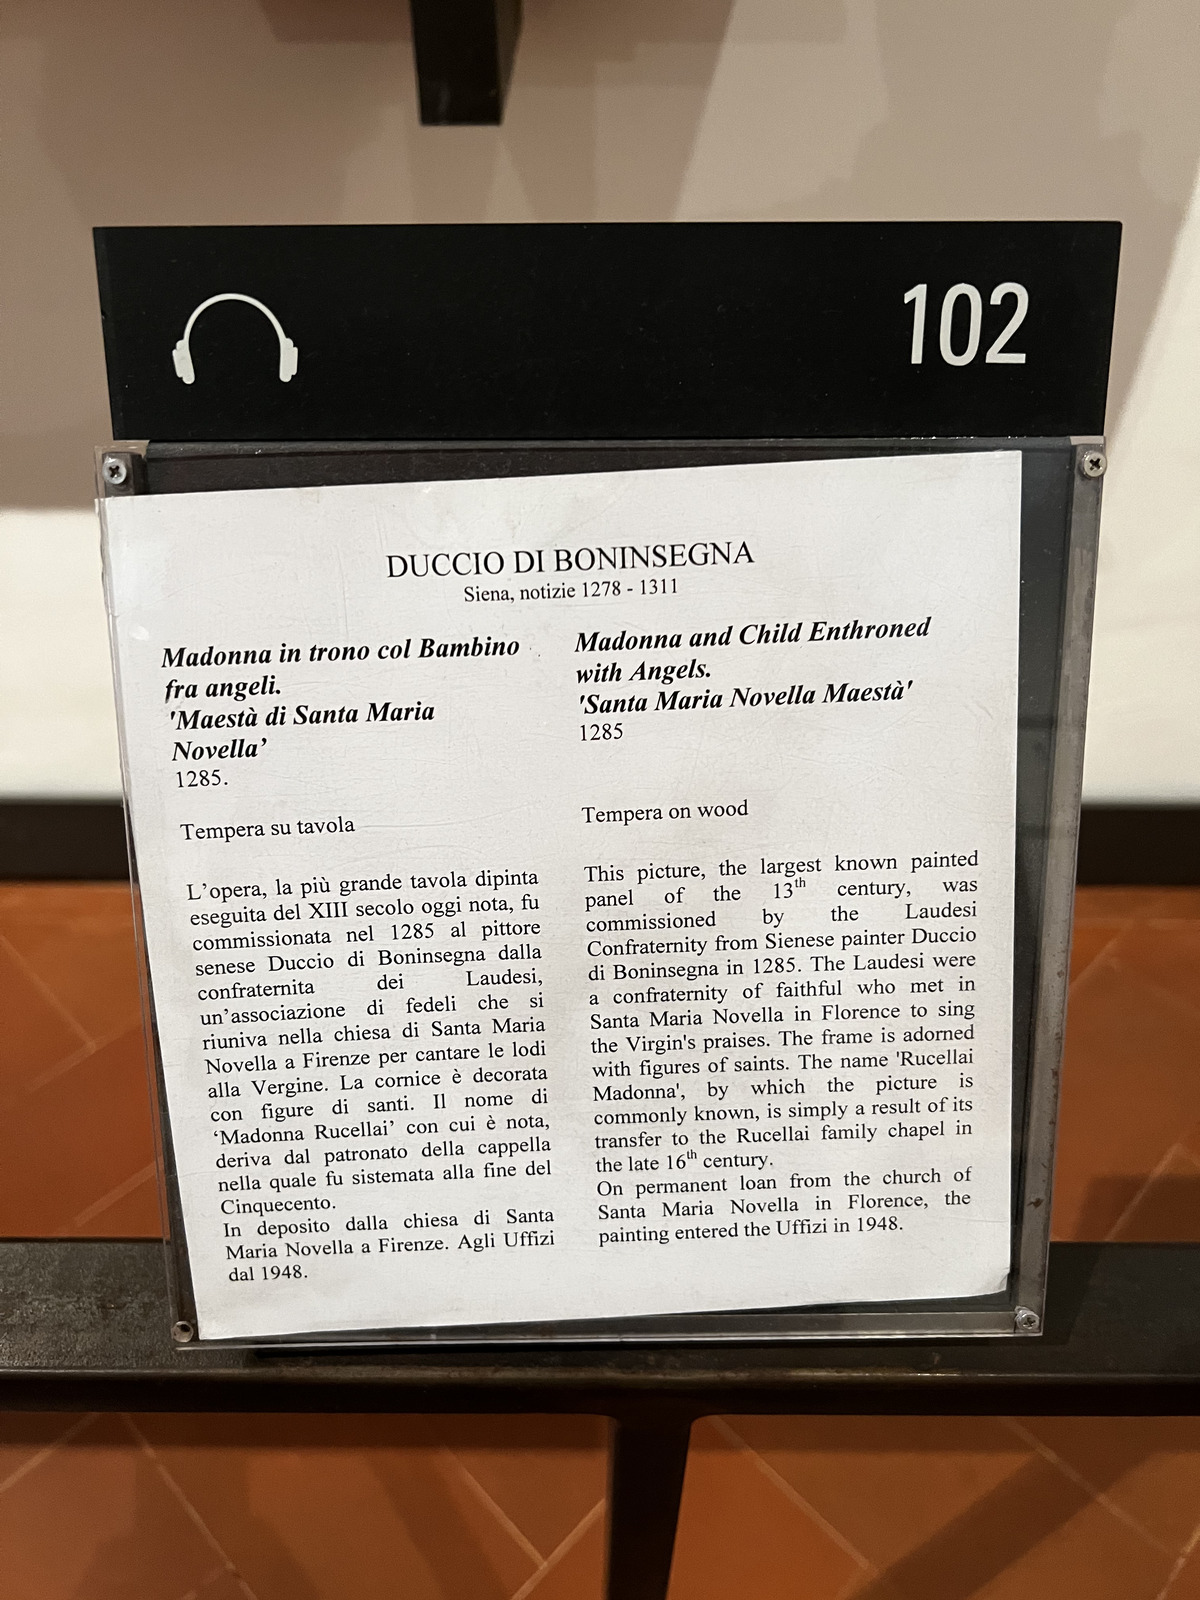 102
DUCCIO DI BONINSEGNA
Siena, notizie 1278 - 1311
Madonna in trono col Bambino
fra angeli.
'Maestà di Santa Maria
Novella’
1285.
Tempera su tavola
L’opera, la più grande tavola dipinta
eseguita del XIII secolo oggi nota, fu
commissionata nel 1285 al pittore
senese Duccio di Boninsegna dalla
confraternita dei Laudesi,
un’associazione di fedeli che si
riuniva nella chiesa di Santa Maria
Novella a Firenze per cantare le lodi
alla Vergine. La cornice è decorata
con figure di santi. Il nome di
‘Madonna Rucellai’ con cui è nota,
deriva dal patronato della cappella
nella quale fu sistemata alla fine del
Cinquecento.
In deposito dalla chiesa di Santa
Maria Novella a Firenze. Agli Uffizi
dal 1948.
Madonna and Child Enthroned
with Angels.
'Santa Maria Novella Maestà'
1285
Tempera on wood
This picture, the largest known painted
panel of the 13th century, was
commissioned by the Laudesi
Confraternity from Sienese painter Duccio
di Boninsegna in 1285. The Laudesi were
a confraternity of faithful who met in
Santa Maria Novella in Florence to sing
the Virgin's praises. The frame is adorned
with figures of saints. The name 'Rucellai
Madonna', by which the picture is
commonly known, is simply a result of its
transfer to the Rucellai family chapel in
the late 16th century.
On permanent loan from the church of
Santa Maria Novella in Florence, the
painting entered the Uffizi in 1948.